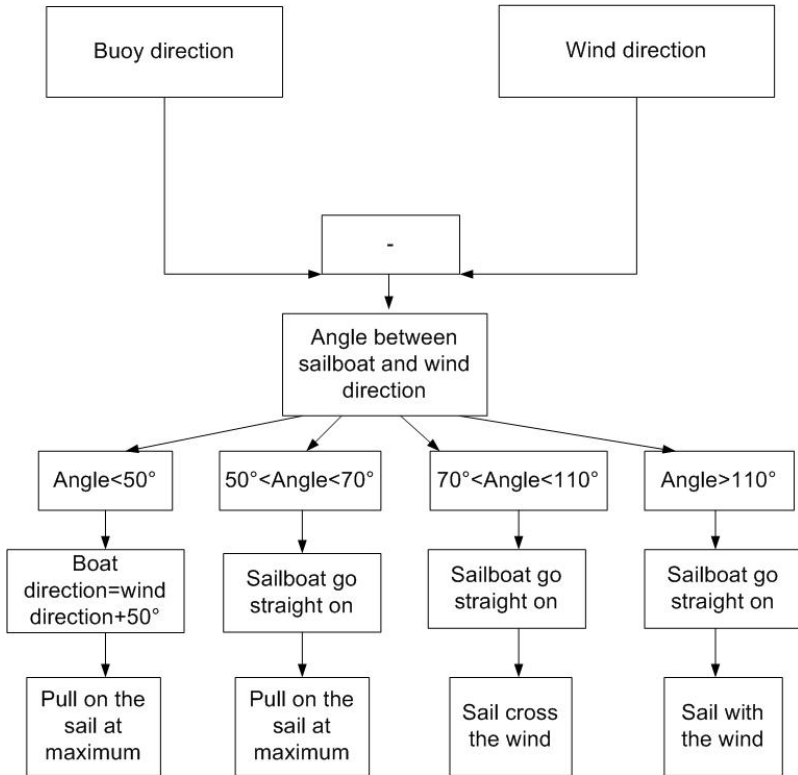 Buoy direction
Wind direction
-
Angle between
sailboat and wind
direction
Angle<50°
50°<Angle<70°
70°<Angle<110°
Angle>110°
Boat
direction=wind
direction+50°
Sailboat go
straight on
Sailboat go
straight on
Sailboat go
straight on
Pull on the
sail at
maximum
Pull on the
sail at
maximum
Sail cross
the wind
Sail with
the wind